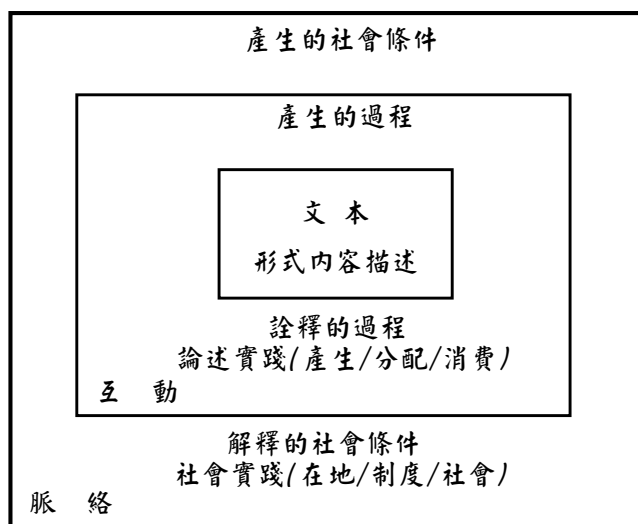 產生的社會條件
產生的過程
文 本
形式內容描述
詮釋的過程
論述實踐(產生/分配/消費)
互 動
解釋的社會條件
社會實踐(在地/制度/社會)
脈 絡